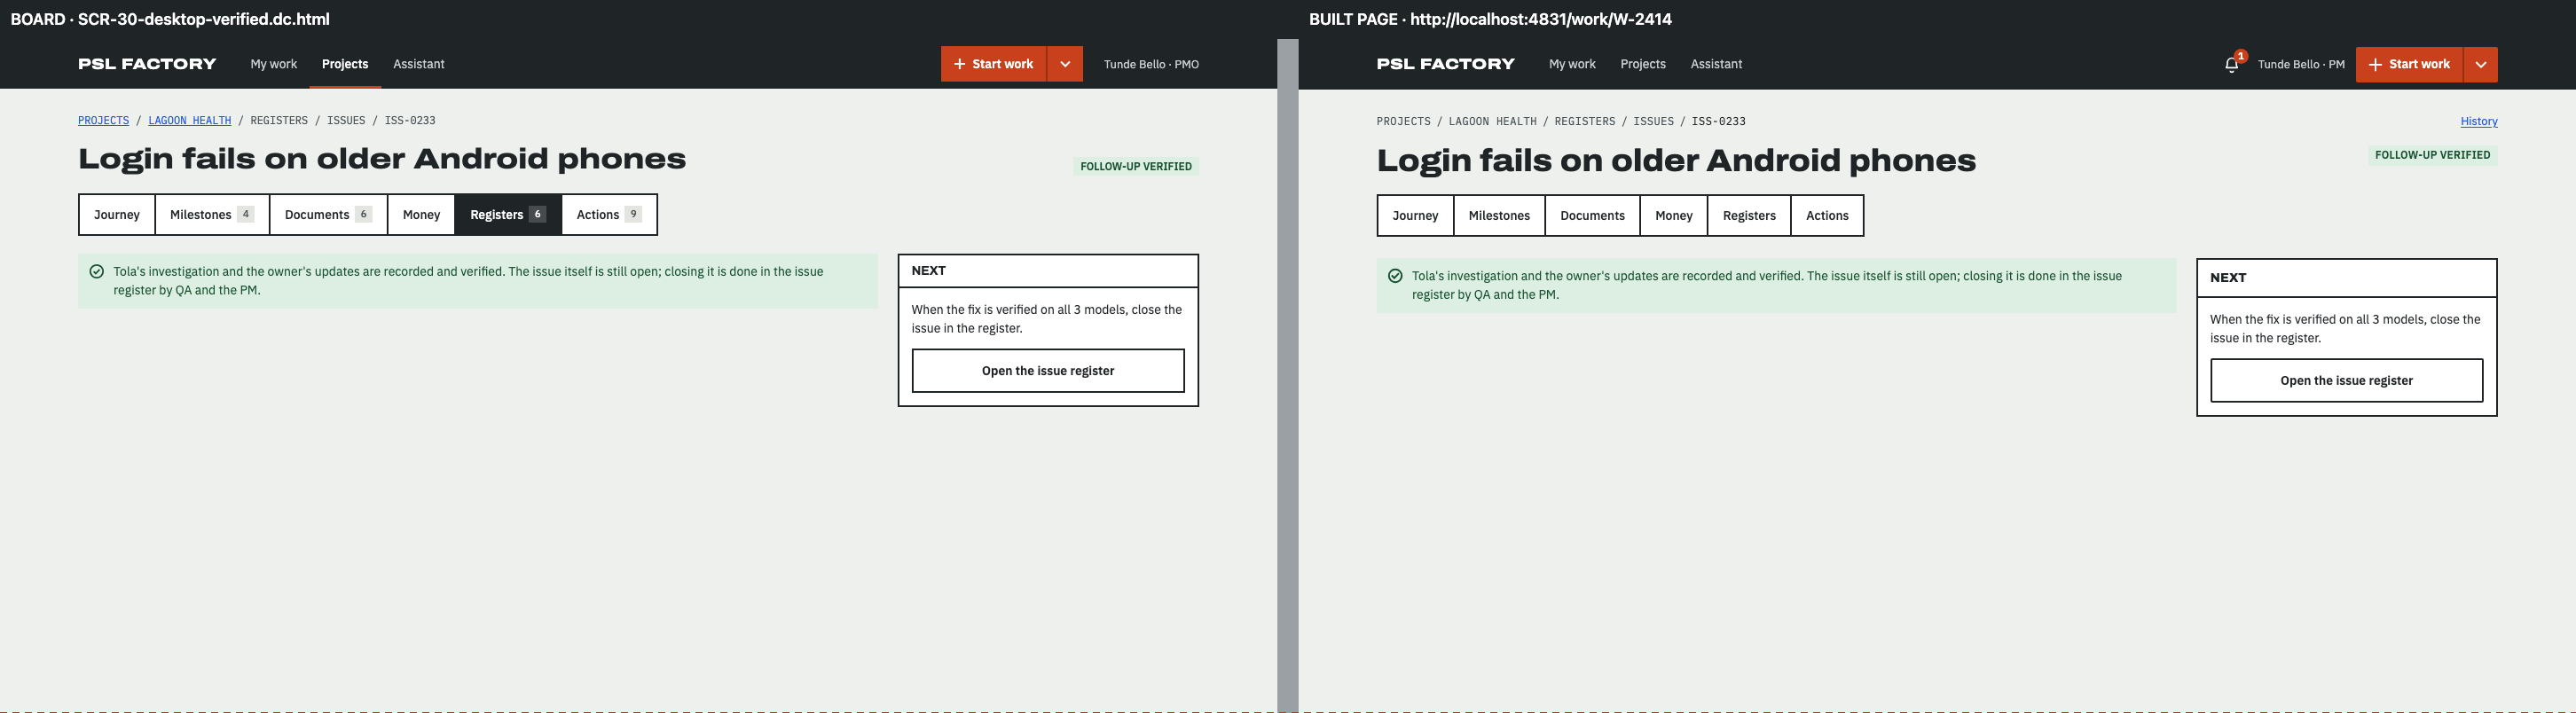 BOARD · SCR-30-desktop-verified.dc.html
PSL FACTORY My work Projects Assistant + Start work Tunde Bello · PMO
PROJECTS / LAGOON HEALTH / REGISTERS / ISSUES / ISS-0233
Login fails on older Android phones
FOLLOW-UP VERIFIED
Journey Milestones 4 Documents 6 Money Registers 6 Actions 9
Tola's investigation and the owner's updates are recorded and verified. The issue itself is still open; closing it is done in the issue
register by QA and the PM.
NEXT
When the fix is verified on all 3 models, close the
issue in the register.
Open the issue register
BUILT PAGE · http://localhost:4831/work/W-2414
PSL FACTORY My work Projects Assistant 1 Tunde Bello · PM + Start work
PROJECTS / LAGOON HEALTH / REGISTERS / ISSUES / ISS-0233
History
Login fails on older Android phones
FOLLOW-UP VERIFIED
Journey Milestones Documents Money Registers Actions
Tola's investigation and the owner's updates are recorded and verified. The issue itself is still open; closing it is done in the issue
register by QA and the PM.
NEXT
When the fix is verified on all 3 models, close the
issue in the register.
Open the issue register